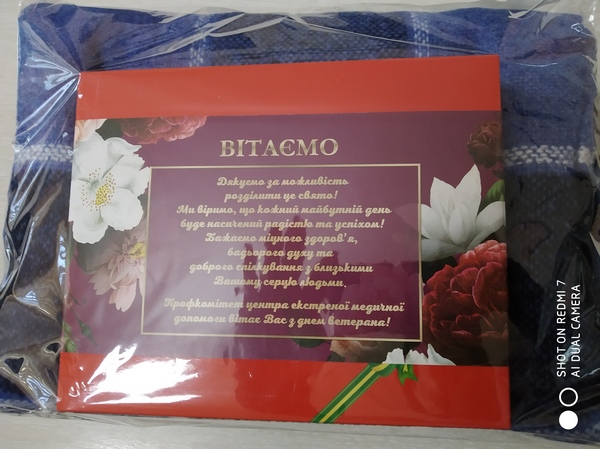 ВІТАЄМО
Дякуємо за можливість
розділити це свято!
Ми віримо, що кожний майбутній день
буде насичений радістю та успіхом!
Бажаємо міцного здоров'я,
бадьорого духу та
доброго спілкування з близькими
Вашому серцю людьми.
Профкомітет центра екстреної медичної
допомоги вітає Вас з днем ветерана!
SHOT ON REDMI 7
AI DUAL CAMERA